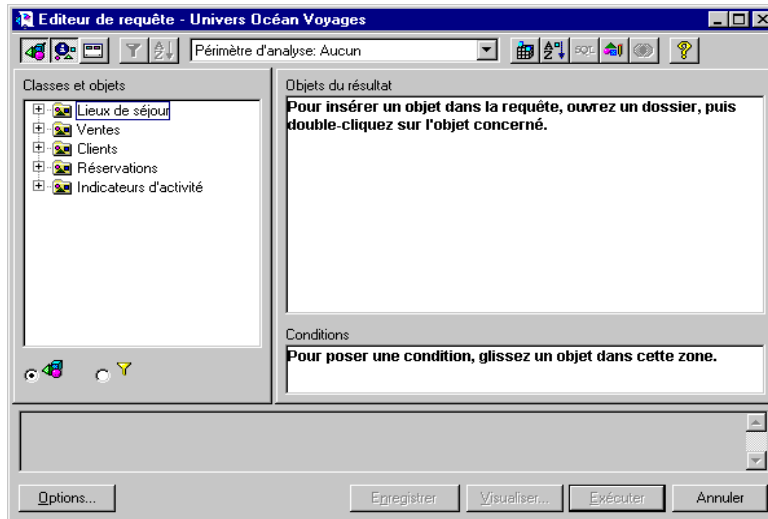 Editeur de requête - Univers Océan Voyages
Périmètre d'analyse: Aucun
SQL
Classes et objets
Lieux de séjour
Ventes
Clients
Réservations
Indicateurs d'activité
Objets du résultat
Pour insérer un objet dans la requête, ouvrez un dossier, puis
double-cliquez sur l'objet concerné.
Conditions
Pour poser une condition, glissez un objet dans cette zone.
Options...
Enregistrer
Visualiser...
Exécuter
Annuler